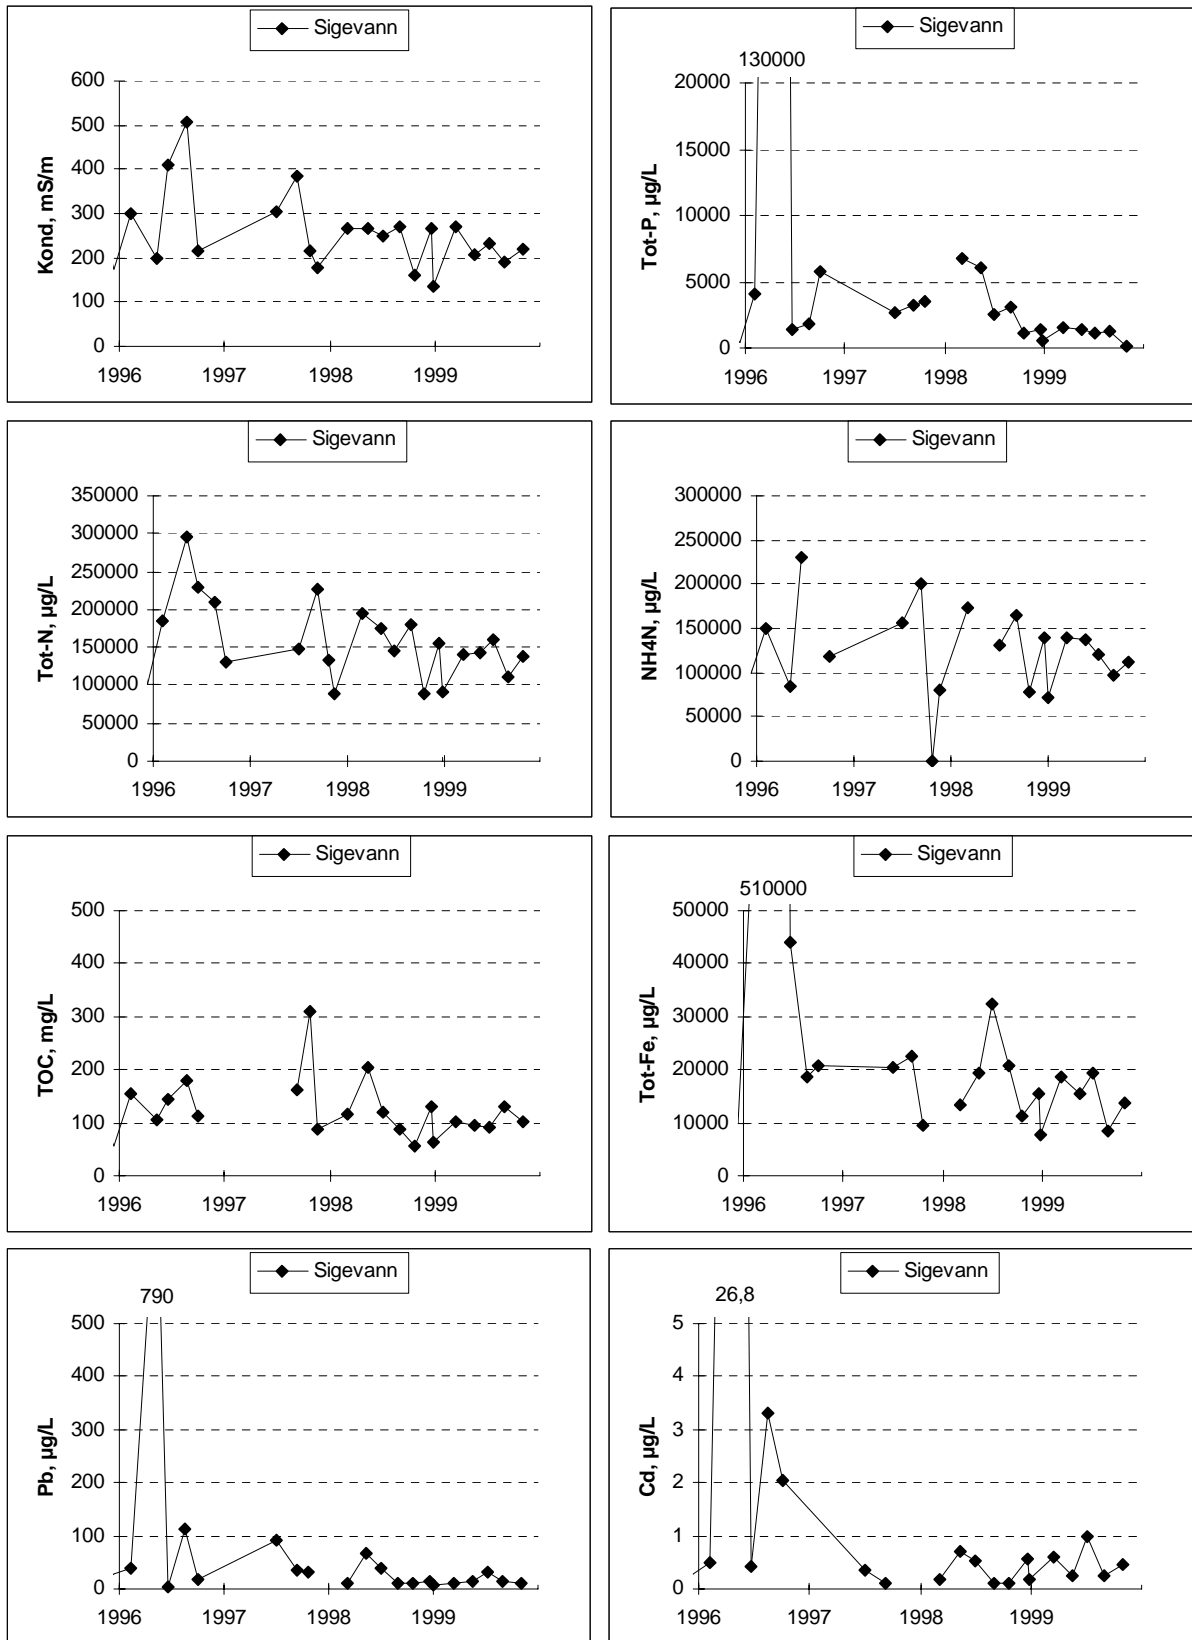 Sigevann
600
500
400
300
200
100
0
Kond, mS/m
1996 1997 1998 1999
Sigevann
130000
20000
15000
10000
5000
0
Tot-P, µg/L
1996 1997 1998 1999
Sigevann
350000
300000
250000
200000
150000
100000
50000
0
Tot-N, µg/L
1996 1997 1998 1999
Sigevann
300000
250000
200000
150000
100000
50000
0
NH4N, µg/L
1996 1997 1998 1999
Sigevann
500
400
300
200
100
0
TOC, mg/L
1996 1997 1998 1999
Sigevann
510000
50000
40000
30000
20000
10000
0
Tot-Fe, µg/L
1996 1997 1998 1999
Sigevann
790
500
400
300
200
100
0
Pb, µg/L
1996 1997 1998 1999
Sigevann
26,8
5
4
3
2
1
0
Cd, µg/L
1996 1997 1998 1999